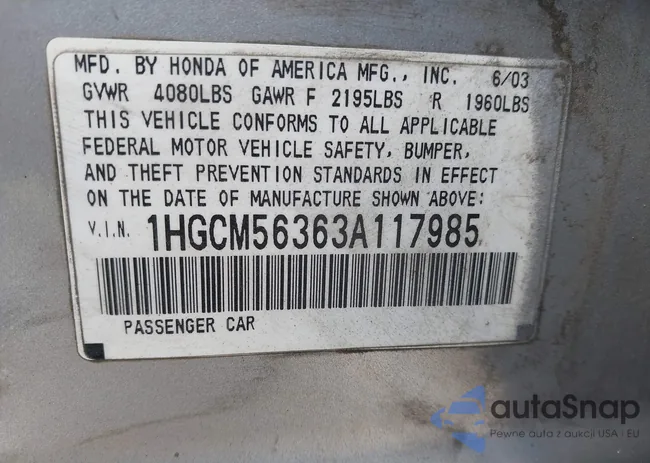 MFD. BY HONDA OF AMERICA MFG., INC. 6/03
GVWR 4080LBS GAWR F 2195LBS R 1960LBS
THIS VEHICLE CONFORMS TO ALL APPLICABLE
FEDERAL MOTOR VEHICLE SAFETY, BUMPER,
AND THEFT PREVENTION STANDARDS IN EFFECT
ON THE DATE OF MANUFACTURE SHOWN ABOVE:
V.I.N. 1HGCM56363A117985
PASSENGER CAR
autoSnap
Pewne auta z aukcji USA - EU